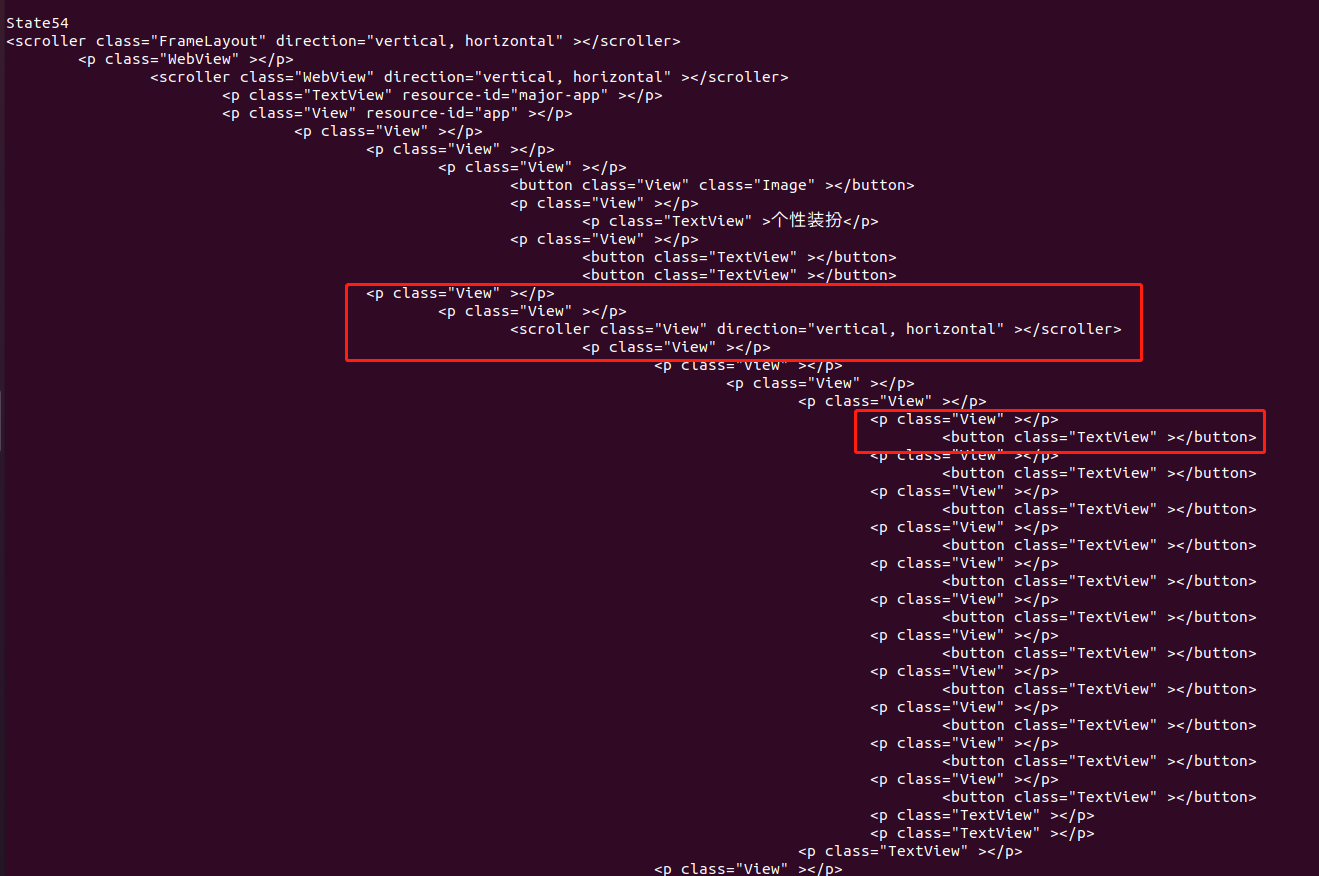 State54
<scroller class="FrameLayout" direction="vertical, horizontal" ></scroller>
<p class="WebView" ></p>
<scroller class="WebView" direction="vertical, horizontal" ></scroller>
<p class="TextView" resource-id="major-app" ></p>
<p class="View" resource-id="app" ></p>
<p class="View" ></p>
<p class="View" ></p>
<p class="View" ></p>
<button class="View" class="Image" ></button>
<p class="View" ></p>
<p class="TextView" >个性装扮</p>
<p class="View" ></p>
<button class="TextView" ></button>
<button class="TextView" ></button>
<p class="View" ></p>
<p class="View" ></p>
<scroller class="View" direction="vertical, horizontal" ></scroller>
<p class="View" ></p>
<p class="View" ></p>
<p class="View" ></p>
<p class="View" ></p>
<p class="View" ></p>
<button class="TextView" ></button>
<p class="View" ></p>
<button class="TextView" ></button>
<p class="View" ></p>
<button class="TextView" ></button>
<p class="View" ></p>
<button class="TextView" ></button>
<p class="View" ></p>
<button class="TextView" ></button>
<p class="View" ></p>
<button class="TextView" ></button>
<p class="View" ></p>
<button class="TextView" ></button>
<p class="View" ></p>
<button class="TextView" ></button>
<p class="View" ></p>
<button class="TextView" ></button>
<p class="View" ></p>
<button class="TextView" ></button>
<p class="View" ></p>
<button class="TextView" ></button>
<p class="TextView" ></p>
<p class="TextView" ></p>
<p class="TextView" ></p>
<p class="View" ></p>